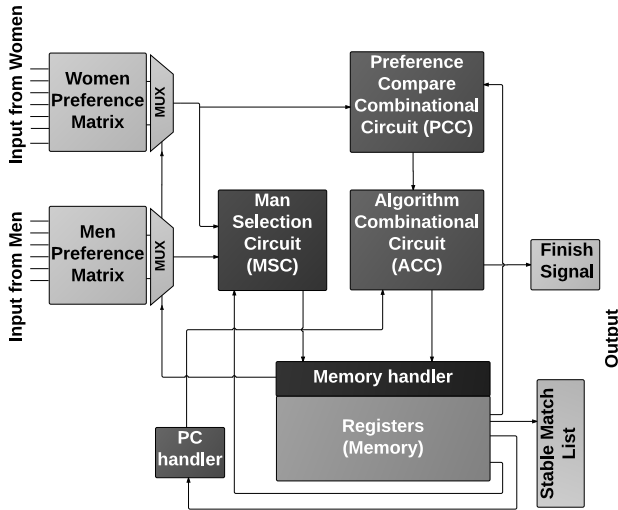 Input from Women
Women
Preference
Matrix
MUX
Preference
Compare
Combinational
Circuit (PCC)
Input from Men
Men
Preference
Matrix
MUX
Man
Selection
Circuit
(MSC)
Algorithm
Combinational
Circuit
(ACC)
Finish
Signal
Output
Memory handler
Registers
(Memory)
PC
handler
Stable Match
List